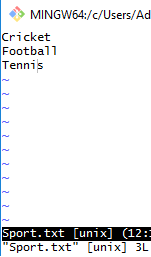 MINGW64:/c/Users/Ad
Cricket
Football
Tennis
~
~
~
~
~
~
~
~
Sport.txt [unix] (12:
"Sport.txt" [unix] 3L